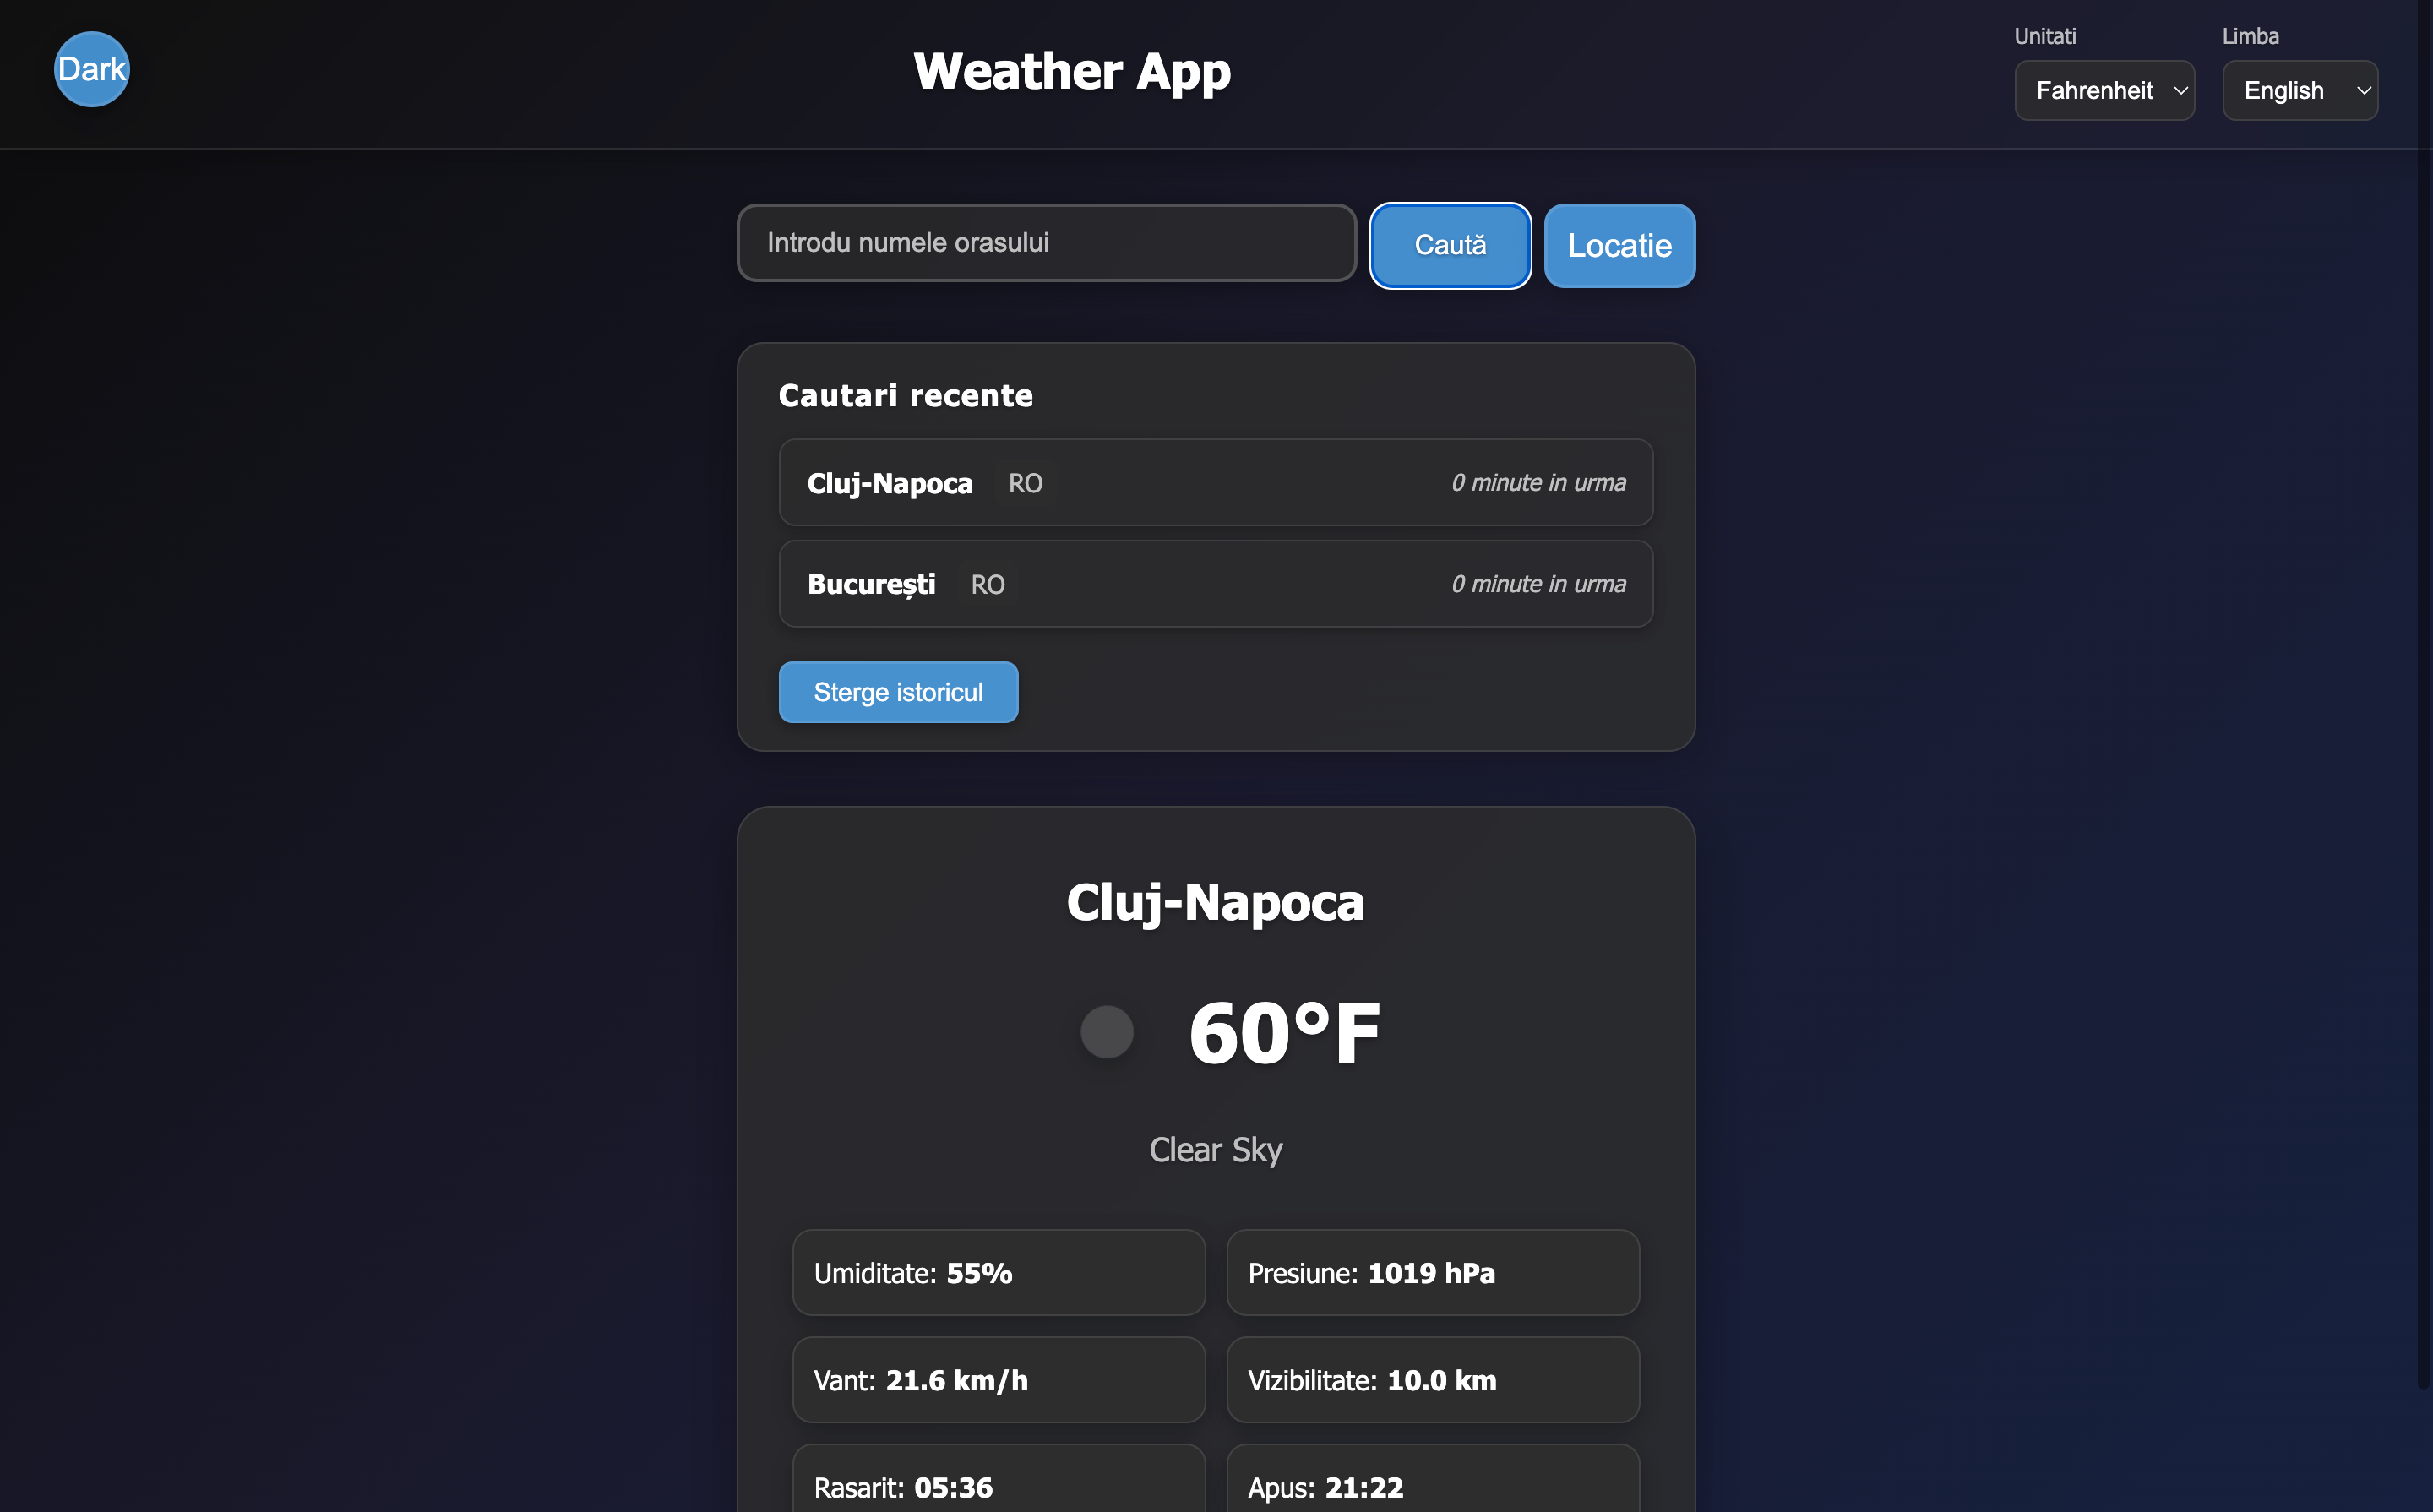 Dark
Weather App
Unitati
Limba
Fahrenheit
English
Introdu numele orasului
Caută
Locatie
Cautari recente
Cluj-Napoca RO 0 minute in urma
București RO 0 minute in urma
Sterge istoricul
Cluj-Napoca
60°F
Clear Sky
Umiditate: 55%
Presiune: 1019 hPa
Vant: 21.6 km/h
Vizibilitate: 10.0 km
Rasarit: 05:36
Apus: 21:22